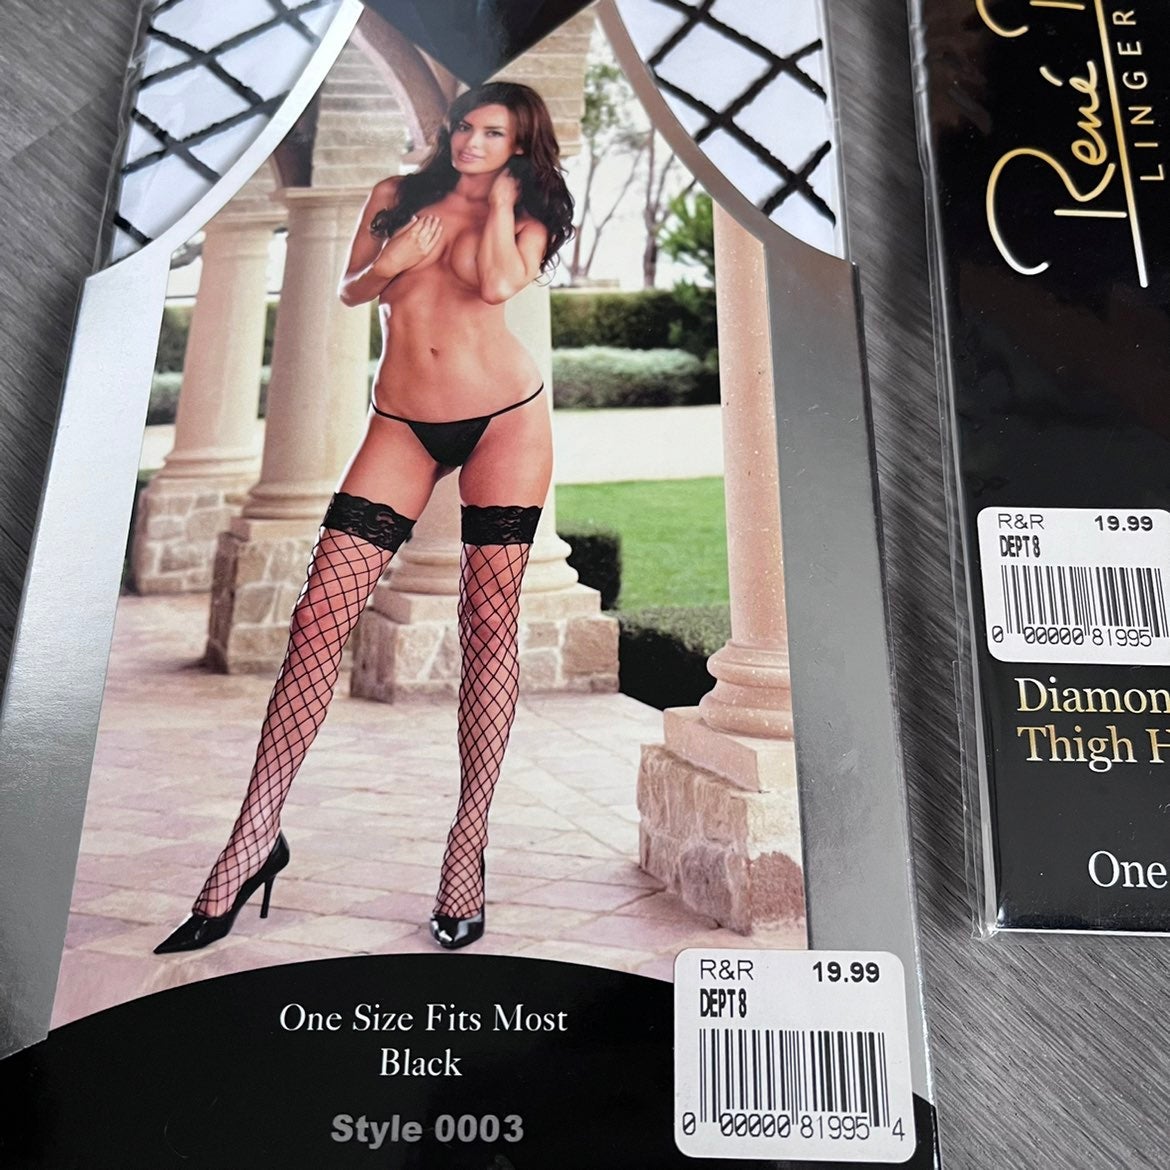 One Size Fits Most
Black
Style 0003
R&R 19.99
DEPT 8
0 00000 81995 4
René
LINGER
R&R 19.99
DEPT 8
0 00000 81995
Diamon
Thigh H
One